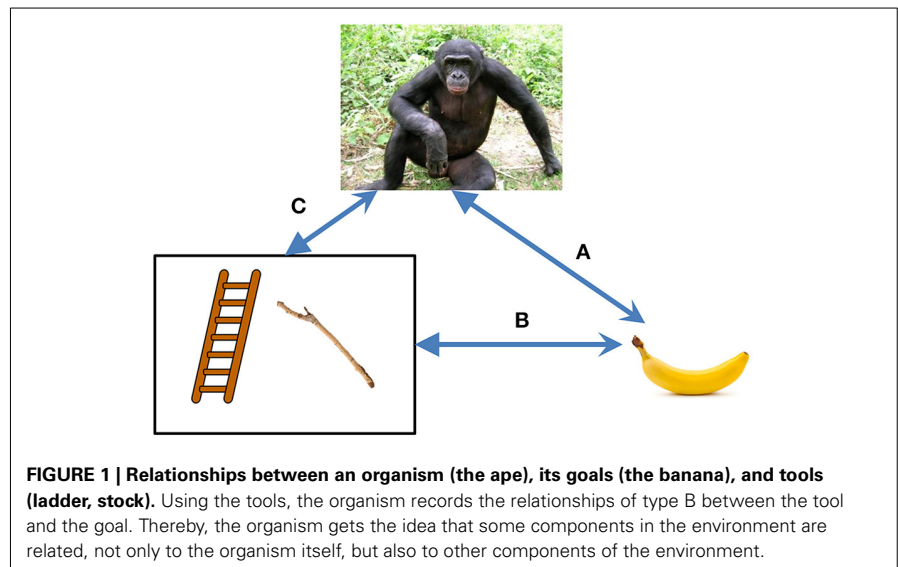 C
A
B
FIGURE 1 | Relationships between an organism (the ape), its goals (the banana), and tools
(ladder, stock). Using the tools, the organism records the relationships of type B between the tool
and the goal. Thereby, the organism gets the idea that some components in the environment are
related, not only to the organism itself, but also to other components of the environment.